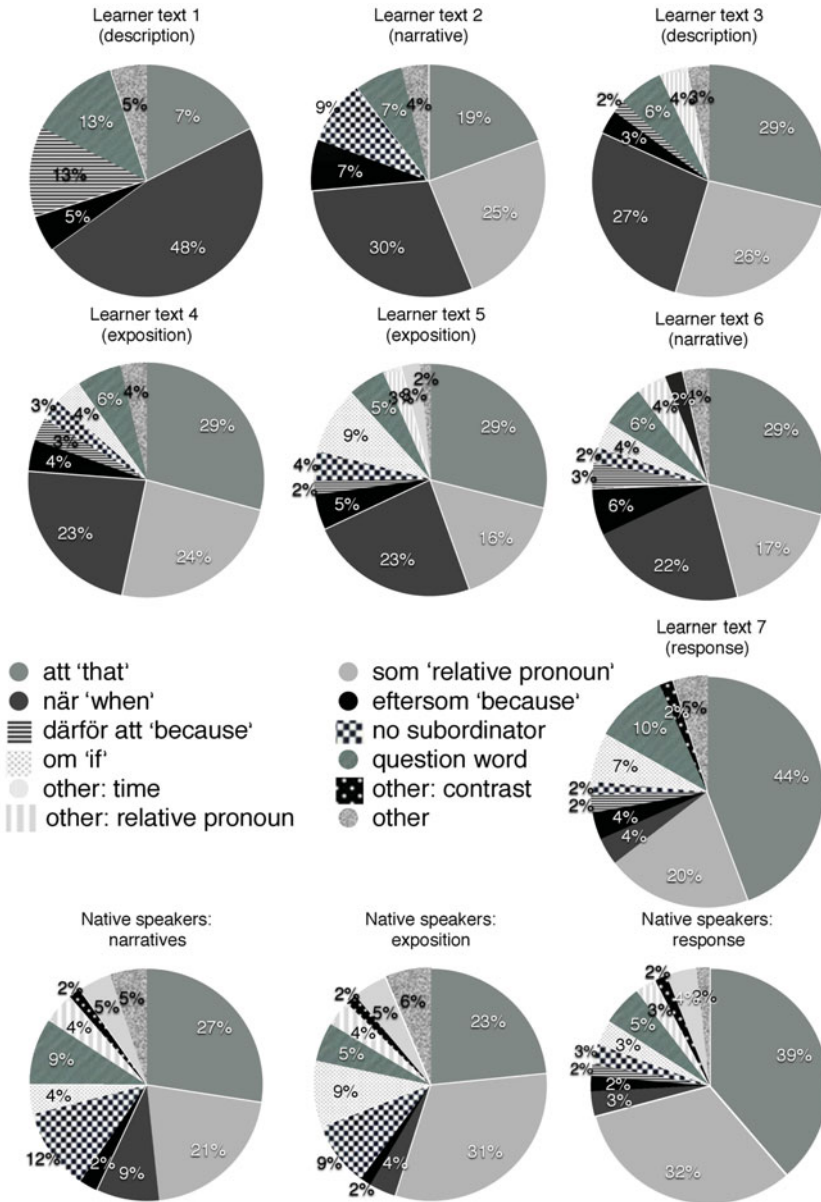 Learner text 1
(description)
5%
7%
13%
13%
5%
48%
Learner text 2
(narrative)
4%
19%
7%
9%
7%
25%
30%
Learner text 3
(description)
3%
4%
29%
6%
2%
3%
27%
26%
Learner text 4
(exposition)
4%
6%
29%
4%
3%
3%
4%
23%
24%
Learner text 5
(exposition)
2%
3%
3%
5%
29%
9%
4%
2%
5%
16%
23%
Learner text 6
(narrative)
4%
2%
4%
6%
29%
4%
2%
3%
6%
17%
22%
att ‘that‘
som ‘relative pronoun‘
när ‘when‘
eftersom ‘because‘
därför att ‘because‘
no subordinator
om ‘if‘
question word
other: time
other: contrast
other: relative pronoun
other
Learner text 7
(response)
5%
2%
10%
44%
7%
2%
2%
4%
4%
20%
Native speakers:
narratives
5%
5%
2%
4%
27%
9%
4%
12%
2%
9%
21%
Native speakers:
exposition
6%
5%
2%
4%
23%
5%
9%
9%
2%
4%
31%
Native speakers:
response
4%
2%
3%
5%
39%
3%
3%
2%
2%
3%
32%